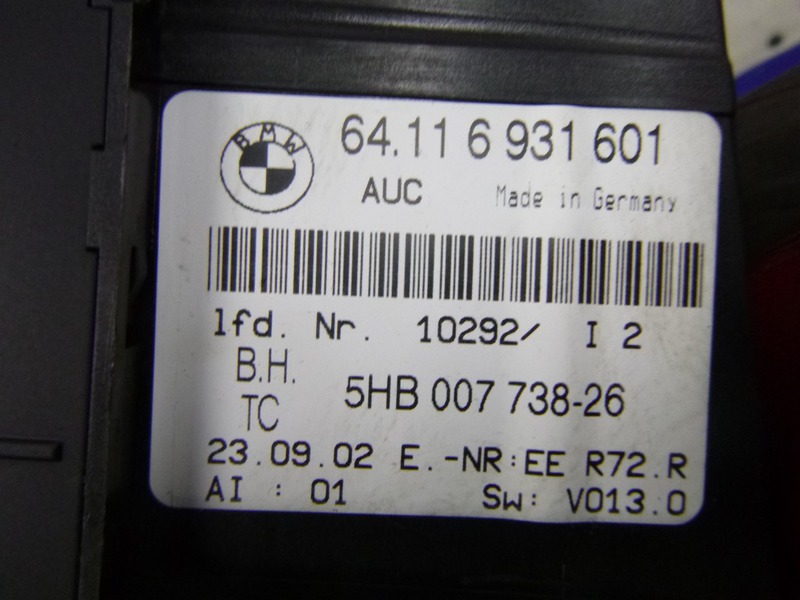 BMW
64.11 6 931 601
AUC Made in Germany
lfd. Nr. 10292/ I 2
B.H.
TC 5HB 007 738-26
23.09.02 E.-NR:EE R72.R
AI : 01 Sw: V013.0